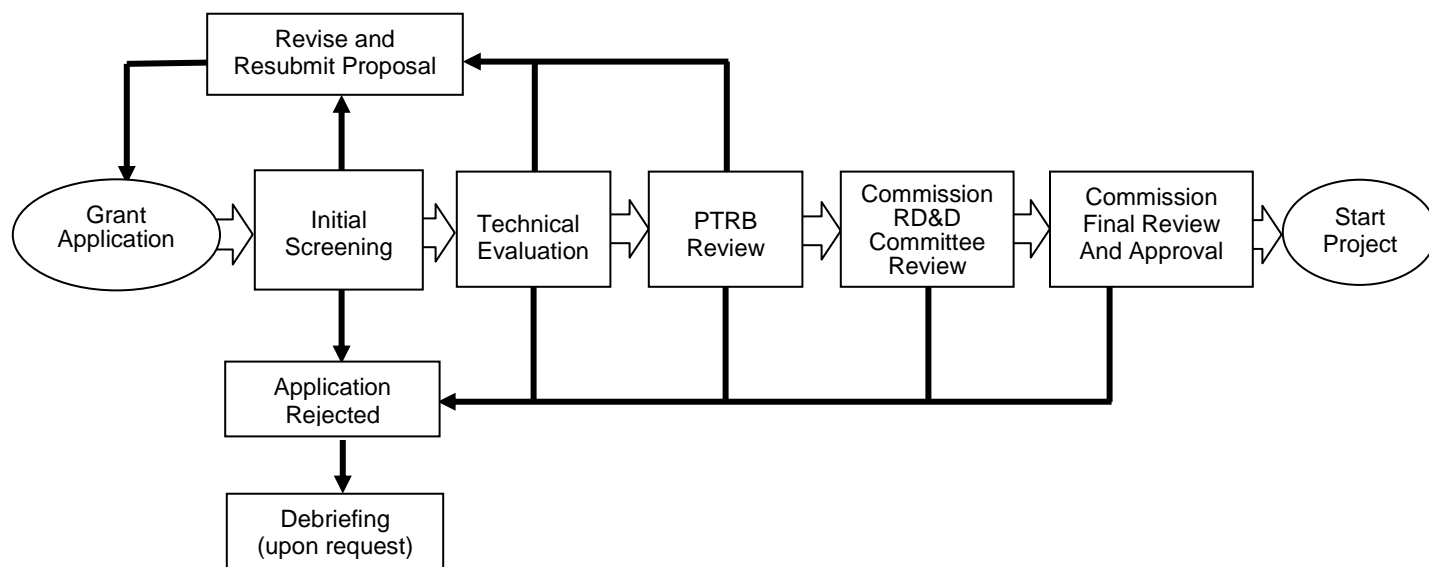 Revise and
Resubmit Proposal
Grant
Application
Initial
Screening
Technical
Evaluation
PTRB
Review
Commission
RD&D
Committee
Review
Commission
Final Review
And Approval
Start
Project
Application
Rejected
Debriefing
(upon request)